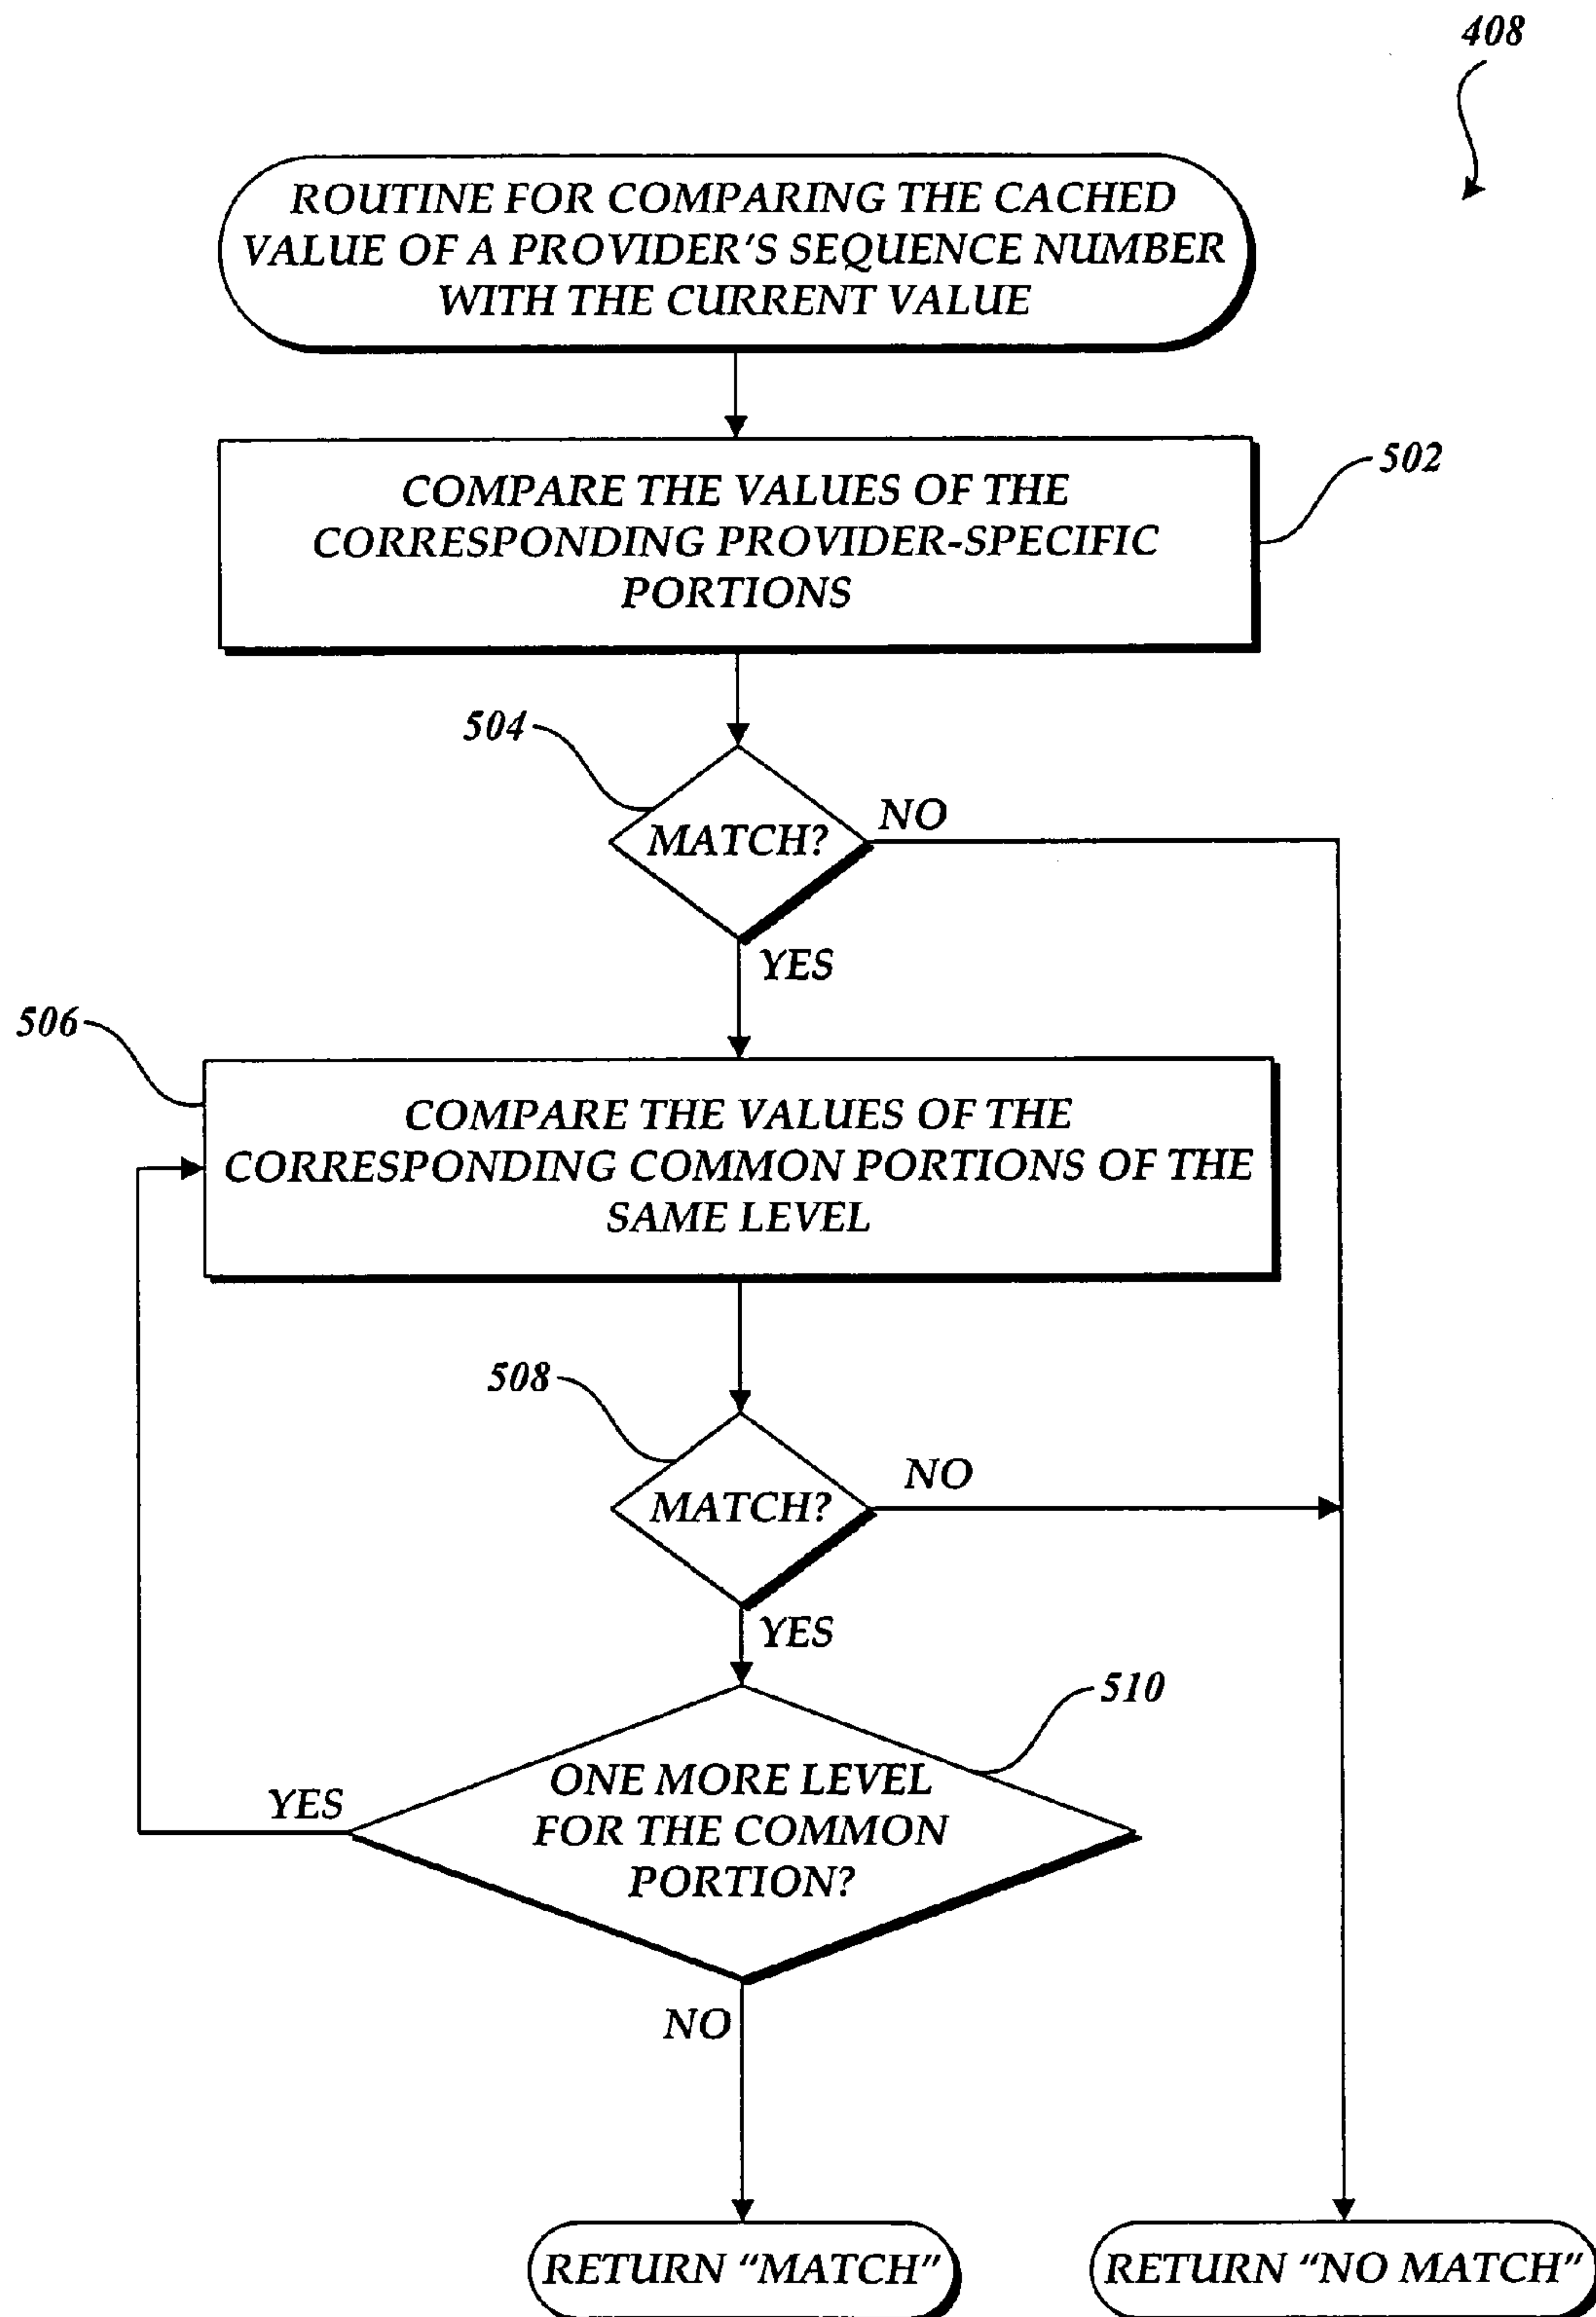 408
ROUTINE FOR COMPARING THE CACHED
VALUE OF A PROVIDER'S SEQUENCE NUMBER
WITH THE CURRENT VALUE
502
COMPARE THE VALUES OF THE
CORRESPONDING PROVIDER-SPECIFIC
PORTIONS
504
MATCH?
NO
YES
506
COMPARE THE VALUES OF THE
CORRESPONDING COMMON PORTIONS OF THE
SAME LEVEL
508
MATCH?
NO
YES
510
ONE MORE LEVEL
FOR THE COMMON
PORTION?
YES
NO
RETURN "MATCH"
RETURN "NO MATCH"